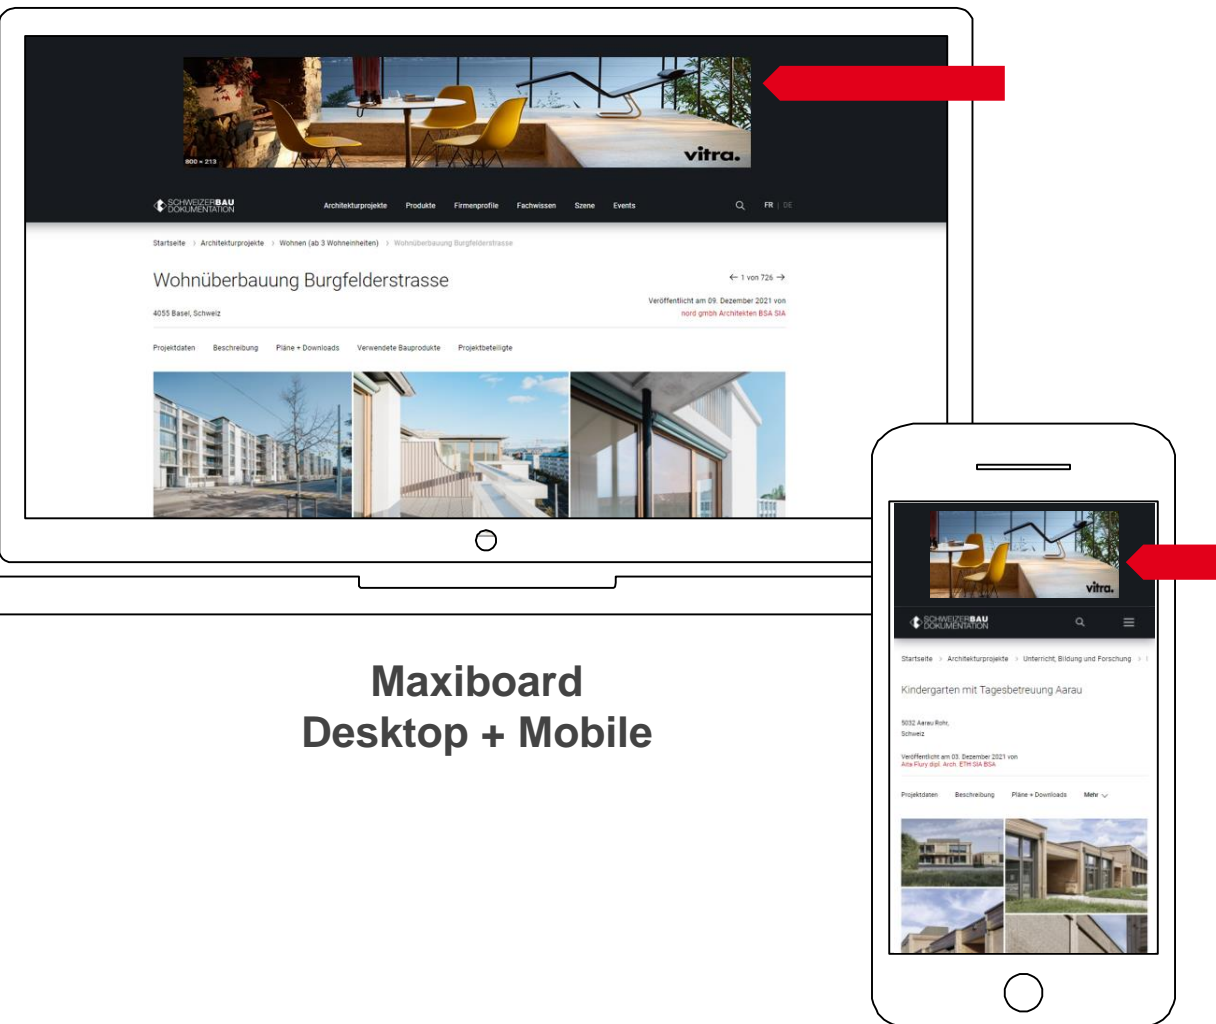 800 × 213
vitra.
SCHWEIZERBAU
DOKUMENTATION
Architekturprojekte Produkte Firmenprofile Fachwissen Szene Events FR | DE
Startseite > Architekturprojekte > Wohnen (ab 3 Wohneinheiten) > Wohnüberbauung Burgfelderstrasse
Wohnüberbauung Burgfelderstrasse
← 1 von 726 →
Veröffentlicht am 09. Dezember 2021 von
4055 Basel, Schweiz
nord gmbh Architekten BSA SIA
Projektdaten Beschreibung Pläne + Downloads Verwendete Bauprodukte Projektbeteiligte
vitra.
SCHWEIZERBAU
DOKUMENTATION
Startseite > Architekturprojekte > Unterricht, Bildung und Forschung >
Kindergarten mit Tagesbetreuung Aarau
5032 Aarau Rohr,
Schweiz
Veröffentlicht am 03. Dezember 2021 von
Aita Flury dipl. Arch. ETH SIA BSA
Projektdaten Beschreibung Pläne + Downloads Mehr
Maxiboard
Desktop + Mobile